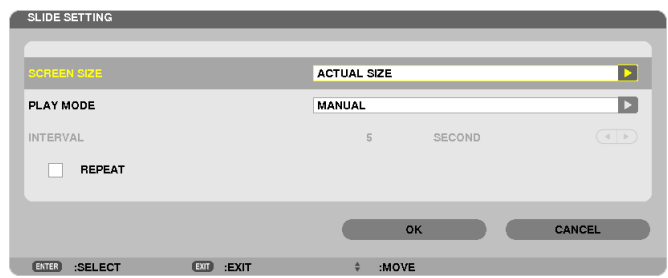 SLIDE SETTING
SCREEN SIZE ACTUAL SIZE
PLAY MODE MANUAL
INTERVAL 5 SECOND
REPEAT
OK CANCEL
ENTER :SELECT EXIT :EXIT :MOVE